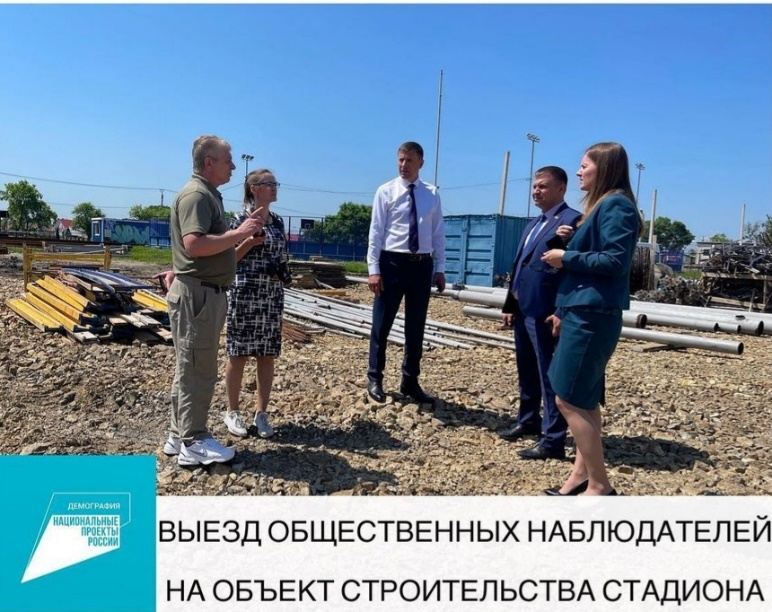 ДЕМОГРАФИЯ
НАЦИОНАЛЬНЫЕ
ПРОЕКТЫ
РОССИИ
ВЫЕЗД ОБЩЕСТВЕННЫХ НАБЛЮДАТЕЛЕЙ
НА ОБЪЕКТ СТРОИТЕЛЬСТВА СТАДИОНА